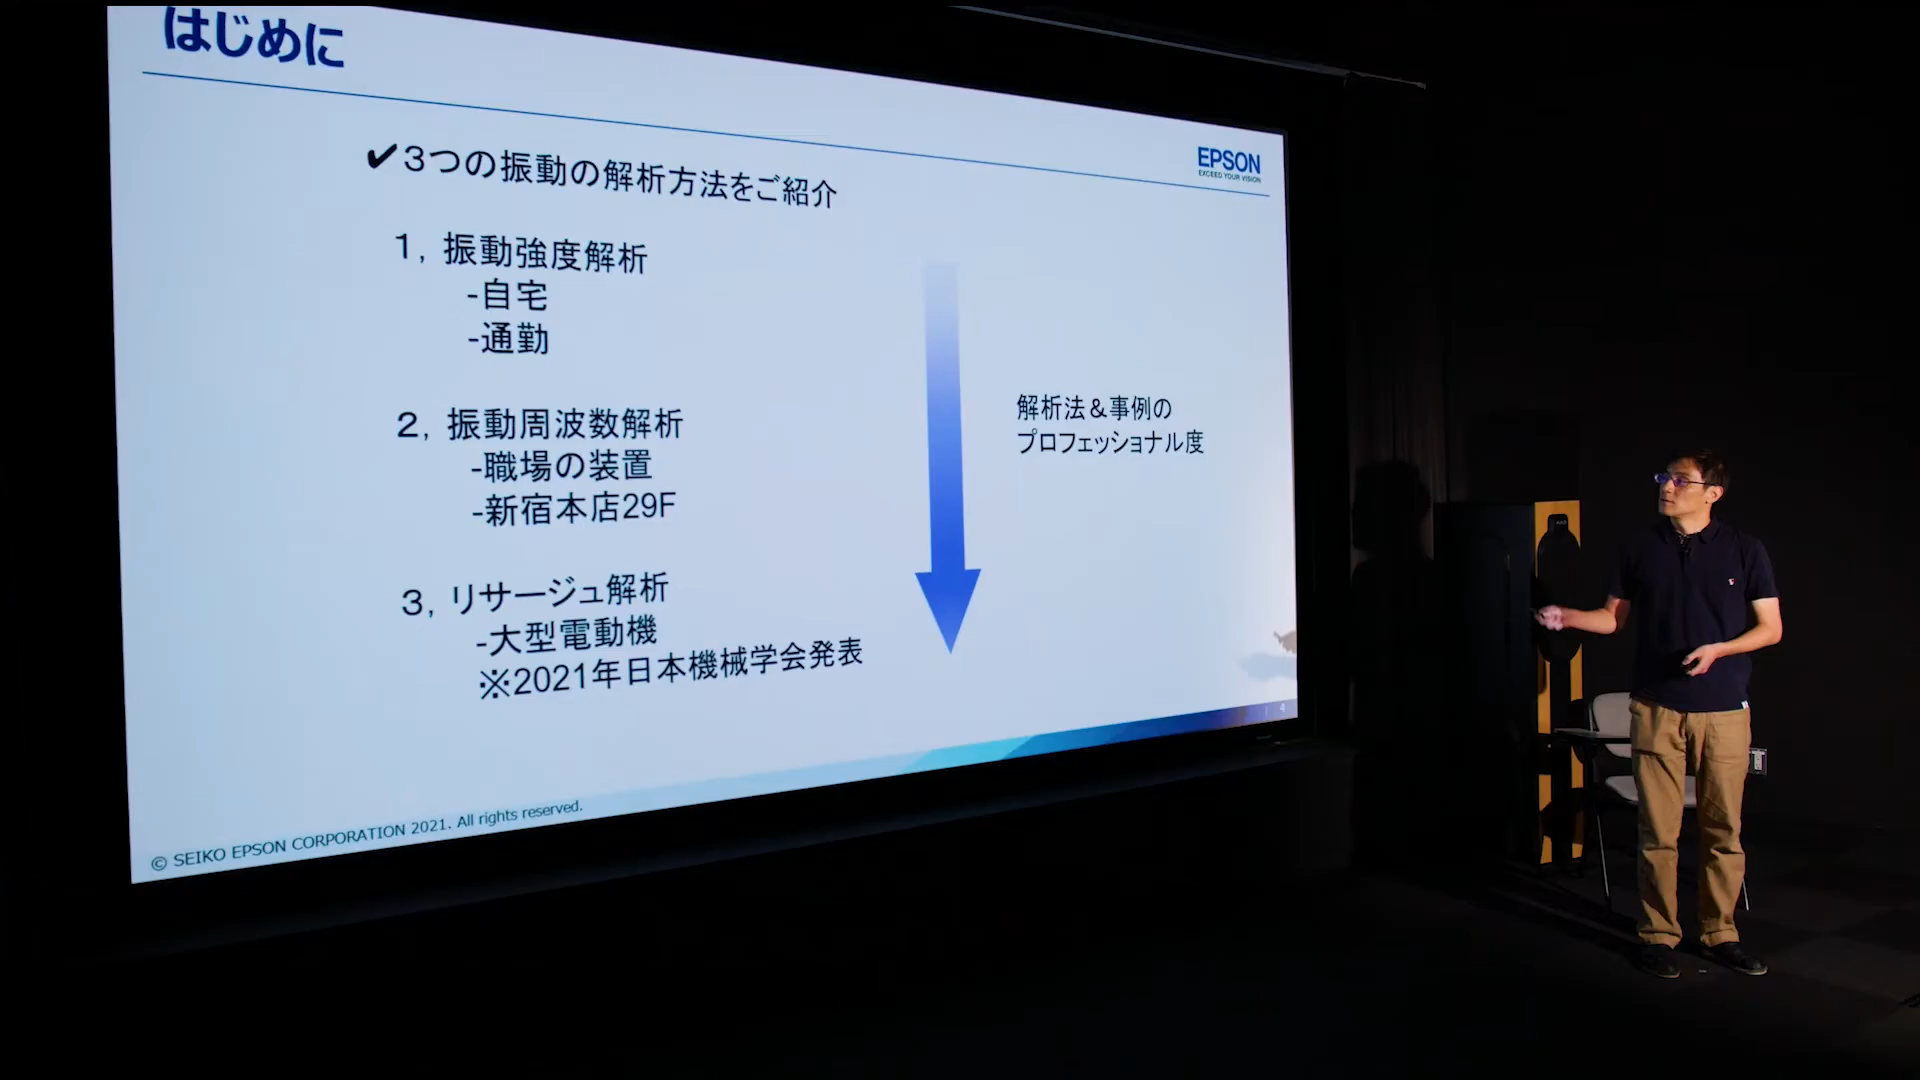 はじめに
EPSON
EXCEED YOUR VISION
✓3つの振動の解析方法をご紹介
1，振動強度解析
-自宅
-通勤
2，振動周波数解析
-職場の装置
-新宿本店29F
3，リサージュ解析
-大型電動機
※2021年日本機械学会発表
解析法＆事例の
プロフェッショナル度
4
© SEIKO EPSON CORPORATION 2021. All rights reserved.